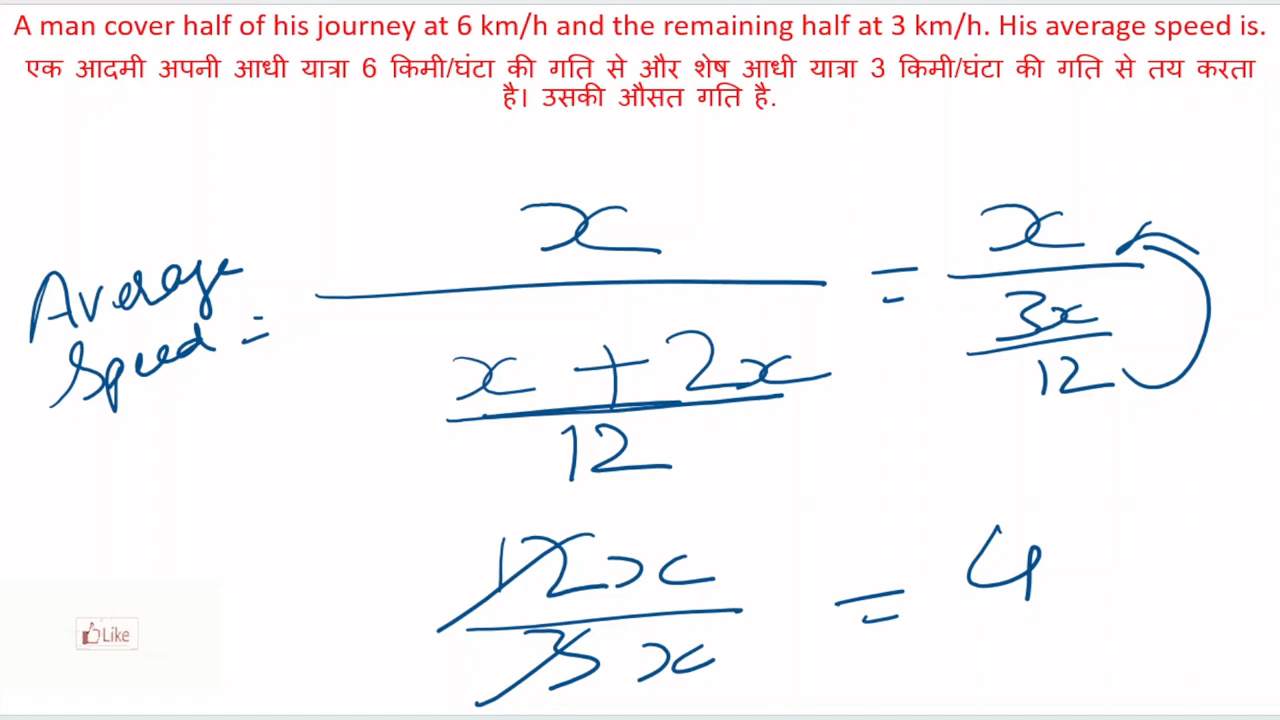 A man cover half of his journey at 6 km/h and the remaining half at 3 km/h. His average speed is.
एक आदमी अपनी आधी यात्रा 6 किमी/घंटा की गति से और शेष आधी यात्रा 3 किमी/घंटा की गति से तय करता
है। उसकी औसत गति है.
x x
Average = 3x
Speed = x + 2x 12
12
12x = 4
3x
Like